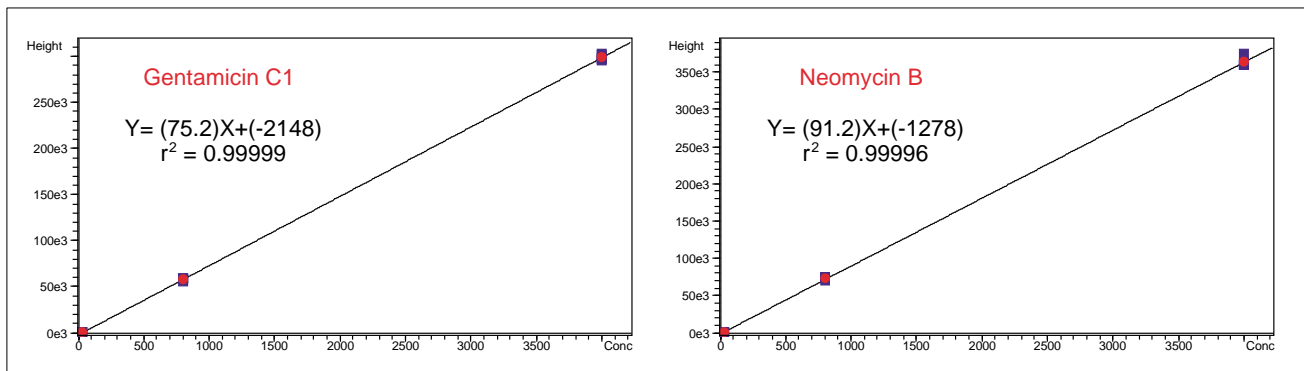 Height
Gentamicin C1
Y= (75.2)X+(-2148)
r² = 0.99999
250e3
200e3
150e3
100e3
50e3
0e3
0 500 1000 1500 2000 2500 3000 3500 Conc
Height
Neomycin B
Y= (91.2)X+(-1278)
r² = 0.99996
350e3
300e3
250e3
200e3
150e3
100e3
50e3
0e3
0 500 1000 1500 2000 2500 3000 3500 Conc